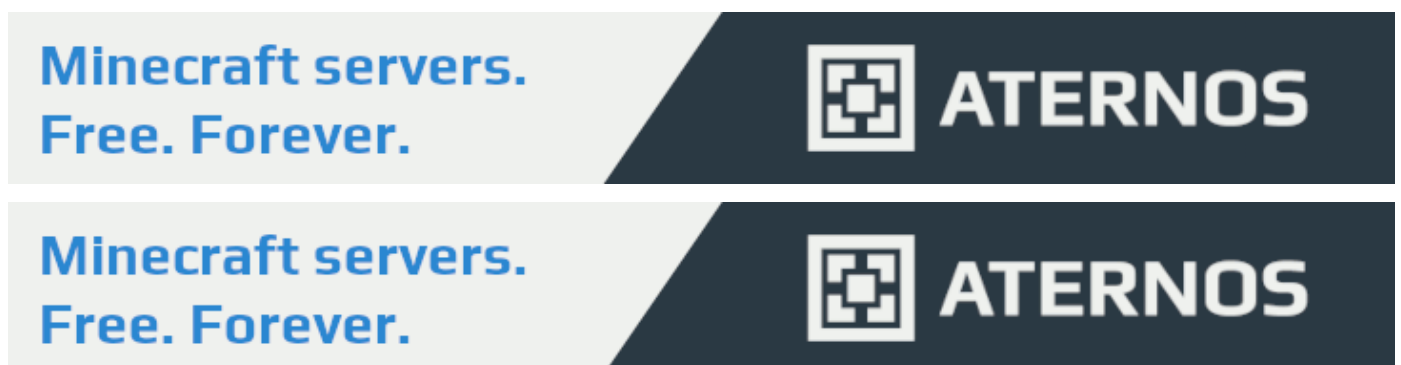 Minecraft servers.
Free. Forever.
ATERNOS
Minecraft servers.
Free. Forever.
ATERNOS